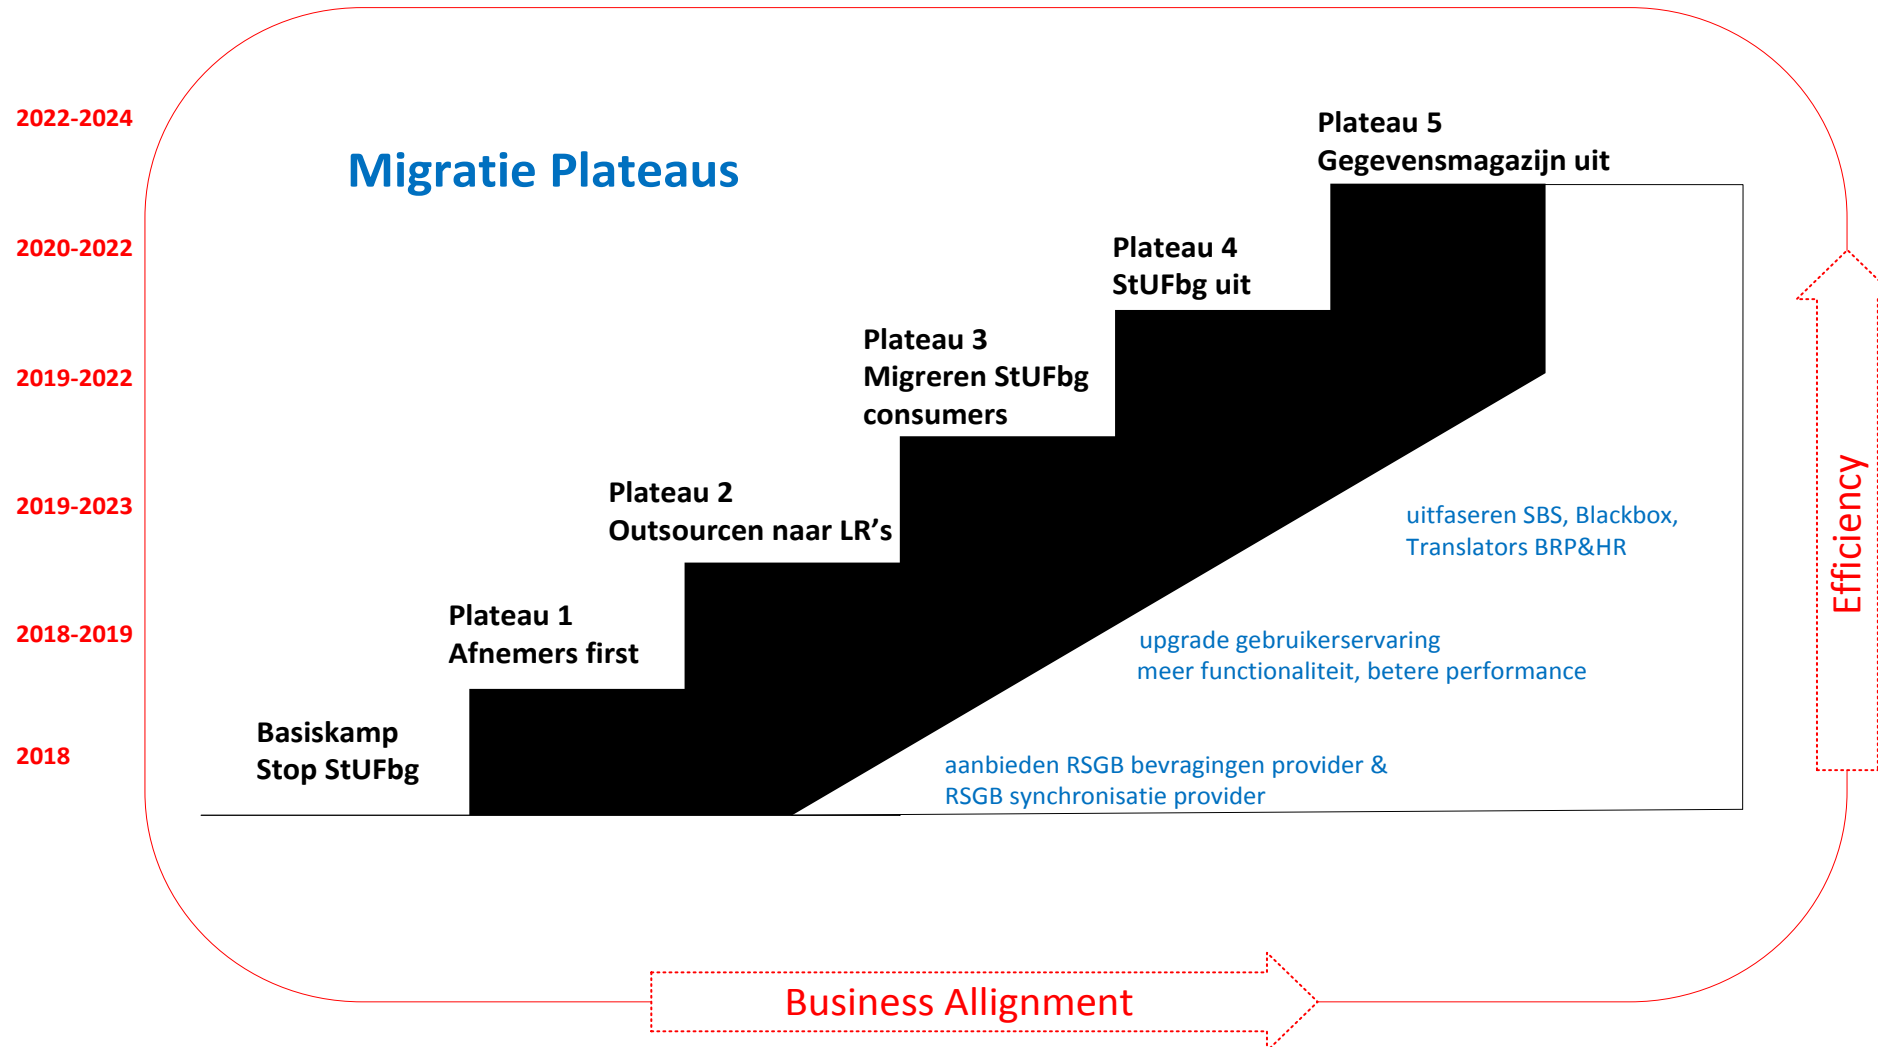 2022-2024
Migratie Plateaus
Plateau 5
Gegevensmagazijn uit
2020-2022
Plateau 4
StUFbg uit
2019-2022
Plateau 3
Migreren StUFbg
consumers
2019-2023
Plateau 2
Outsourcen naar LR’s
uitfaseren SBS, Blackbox,
Translators BRP&HR
2018-2019
Plateau 1
Afnemers first
upgrade gebruikerservaring
meer functionaliteit, betere performance
2018
Basiskamp
Stop StUFbg
aanbieden RSGB bevragingen provider &
RSGB synchronisatie provider
Efficiency
Business Allignment